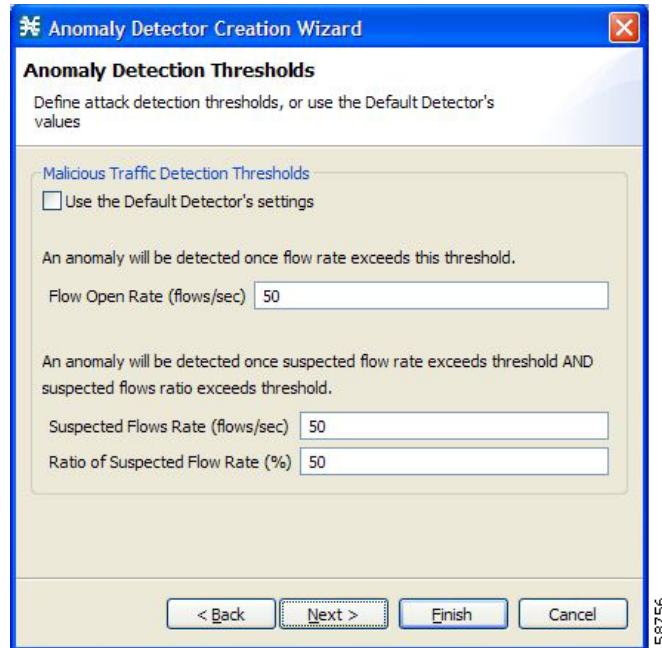 Anomaly Detector Creation Wizard
Anomaly Detection Thresholds
Define attack detection thresholds, or use the Default Detector's
values
Malicious Traffic Detection Thresholds
Use the Default Detector's settings
An anomaly will be detected once flow rate exceeds this threshold.
Flow Open Rate (flows/sec) 50
An anomaly will be detected once suspected flow rate exceeds threshold AND
suspected flows ratio exceeds threshold.
Suspected Flows Rate (flows/sec) 50
Ratio of Suspected Flow Rate (%) 50
< Back Next > Finish Cancel
58756